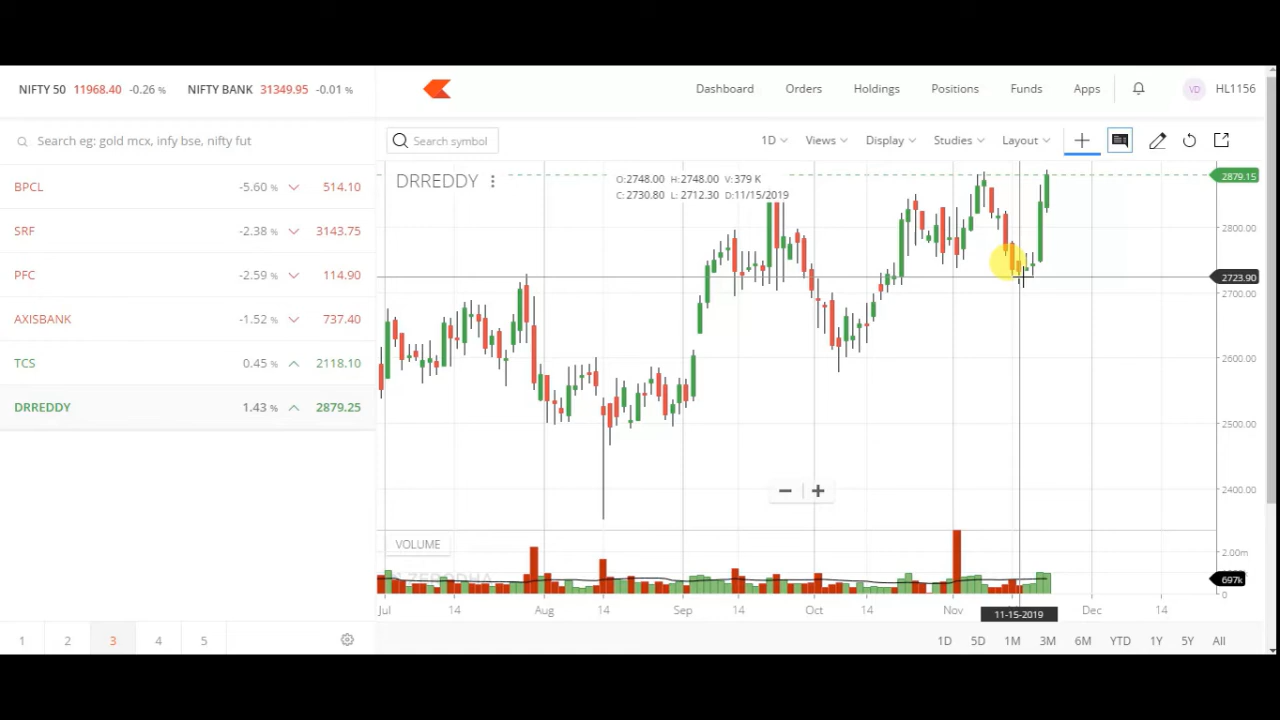 NIFTY 50 11968.40 -0.26 % NIFTY BANK 31349.95 -0.01 %
Dashboard Orders Holdings Positions Funds Apps VD HL1156
Search eg: gold mcx, infy bse, nifty fut
Search symbol 1D Views Display Studies Layout
BPCL -5.60 % 514.10
SRF -2.38 % 3143.75
PFC -2.59 % 114.90
AXISBANK -1.52 % 737.40
TCS 0.45 % 2118.10
DRREDDY 1.43 % 2879.25
DRREDDY
O:2748.00 H:2748.00 V:379 K
C:2730.80 L:2712.30 D:11/15/2019
2879.15
2800.00
2723.90
2700.00
2600.00
2500.00
2400.00
VOLUME
2.00m
ZERODHA
697k
0
Jul 14 Aug 14 Sep 14 Oct 14 Nov 11-15-2019 Dec 14
1 2 3 4 5
1D 5D 1M 3M 6M YTD 1Y 5Y All